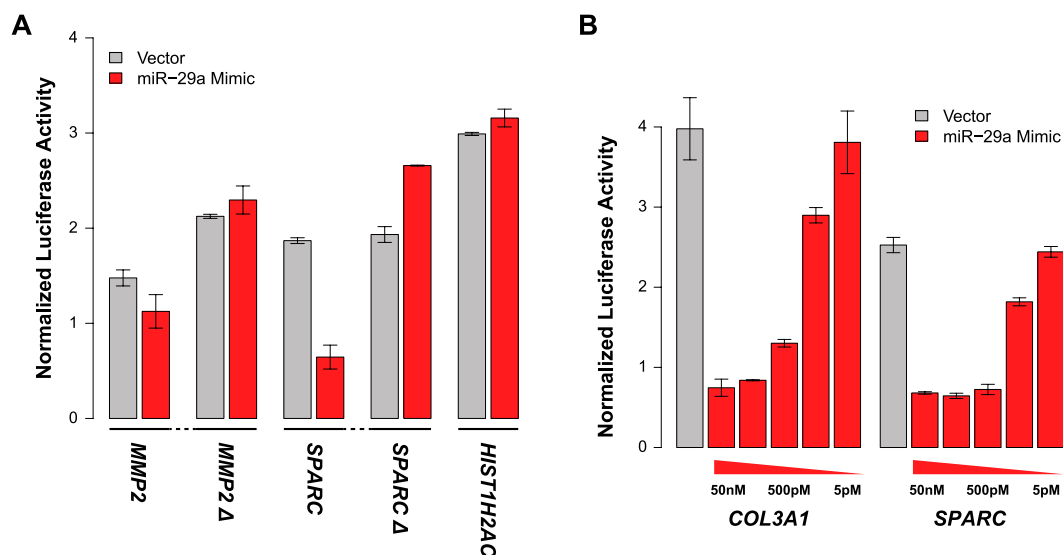 A
Normalized Luciferase Activity
4
3
2
1
0
Vector
miR−29a Mimic
MMP2
MMP2 Δ
SPARC
SPARC Δ
HIST1H2AC
B
Normalized Luciferase Activity
4
3
2
1
0
Vector
miR−29a Mimic
50nM 500pM 5pM 50nM 500pM 5pM
COL3A1 SPARC